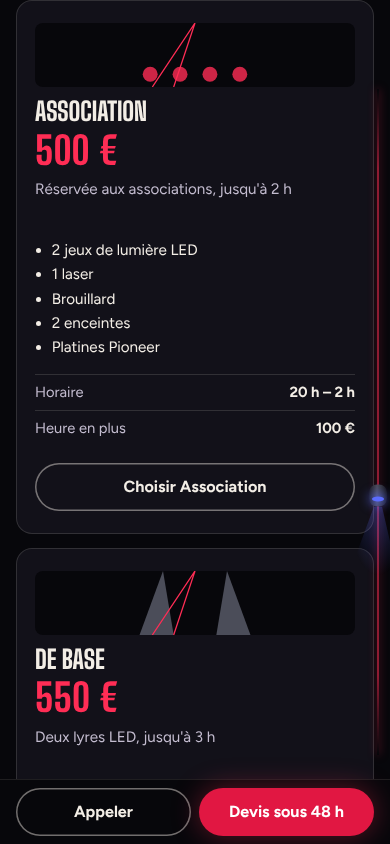 ASSOCIATION
500 €
Réservée aux associations, jusqu'à 2 h
2 jeux de lumière LED
1 laser
Brouillard
2 enceintes
Platines Pioneer
Horaire 20 h – 2 h
Heure en plus 100 €
Choisir Association
DE BASE
550 €
Deux lyres LED, jusqu'à 3 h
Appeler Devis sous 48 h